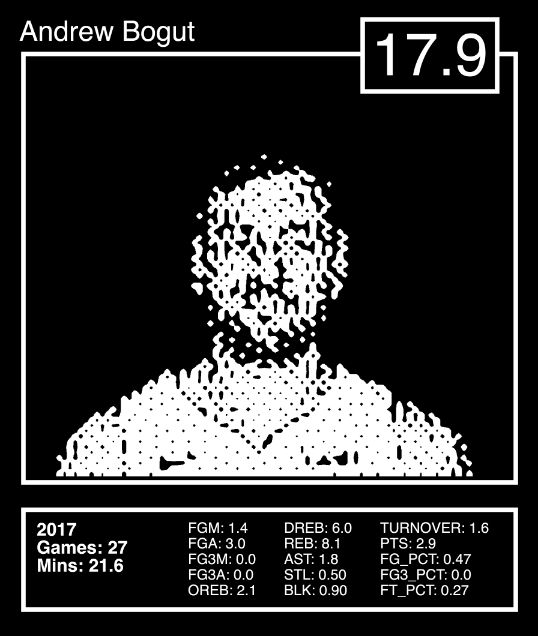 Andrew Bogut
17.9
2017
Games: 27
Mins: 21.6
FGM: 1.4
FGA: 3.0
FG3M: 0.0
FG3A: 0.0
OREB: 2.1
DREB: 6.0
REB: 8.1
AST: 1.8
STL: 0.50
BLK: 0.90
TURNOVER: 1.6
PTS: 2.9
FG_PCT: 0.47
FG3_PCT: 0.0
FT_PCT: 0.27